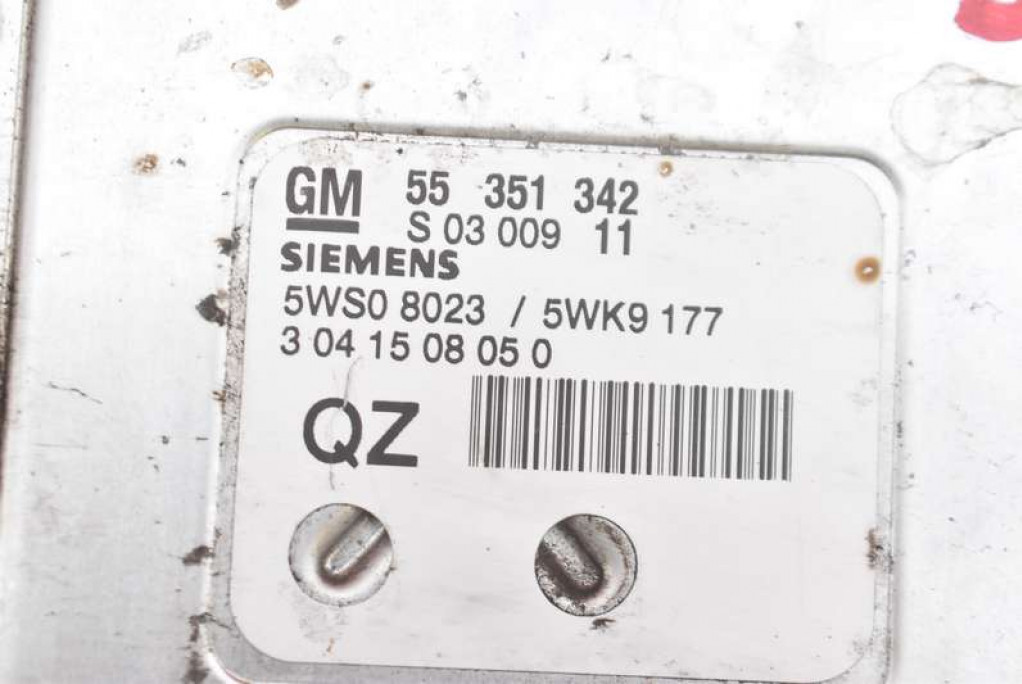 GM 55 351 342
S 03 009 11
SIEMENS
5WS0 8023 / 5WK9 177
3 04 15 08 05 0
QZ